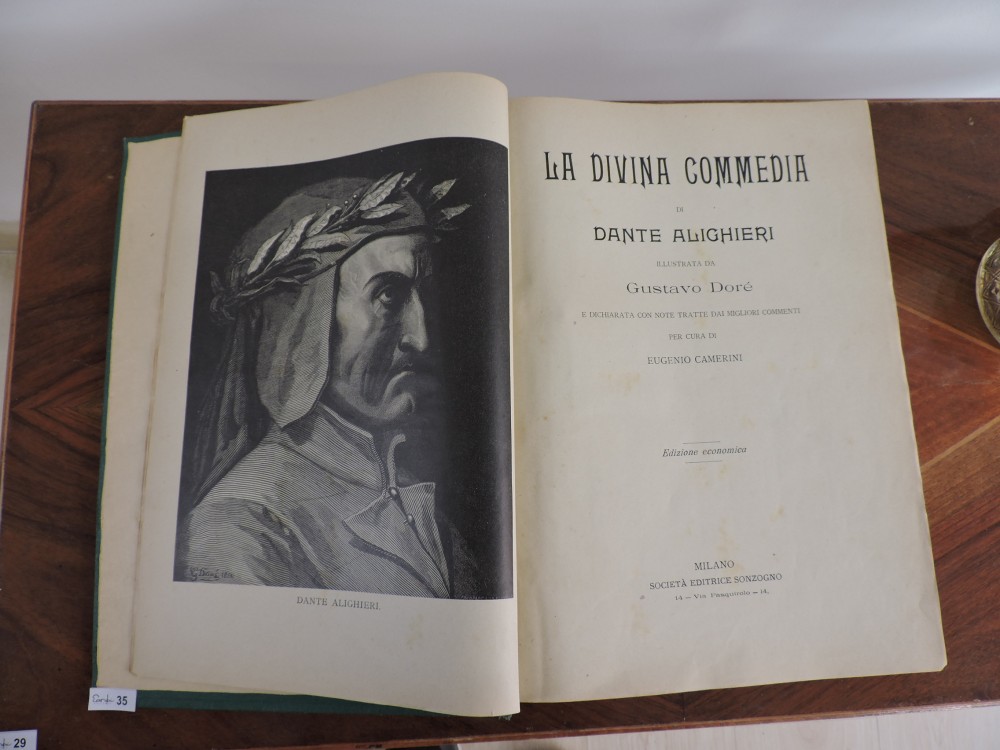 LA DIVINA COMMEDIA
DI
DANTE ALIGHIERI
ILLUSTRATA DA
Gustavo Doré
E DICHIARATA CON NOTE TRATTE DAI MIGLIORI COMMENTI
PER CURA DI
EUGENIO CAMERINI
Edizione economica
MILANO
SOCIETÀ EDITRICE SONZOGNO
14 — Via Pasquirolo — 14.
DANTE ALIGHIERI.
35
29